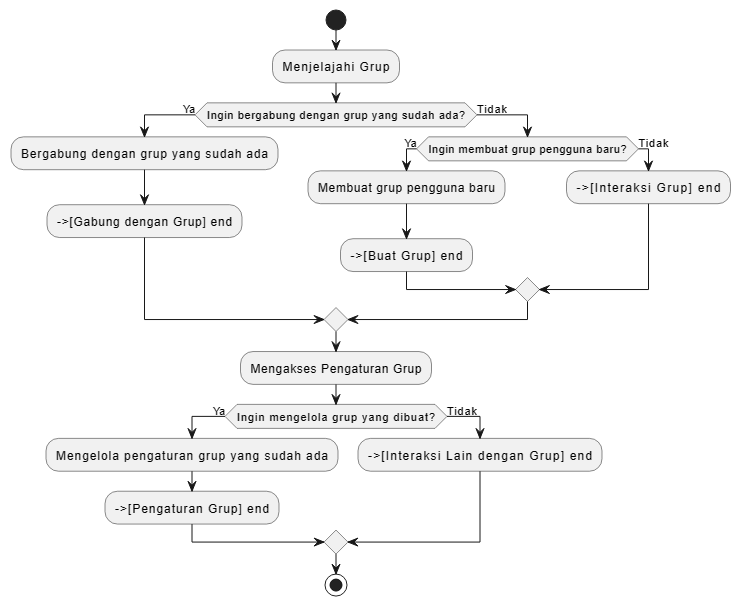 Menjelajahi Grup
Ya
Ingin bergabung dengan grup yang sudah ada?
Tidak
Bergabung dengan grup yang sudah ada
Ya
Ingin membuat grup pengguna baru?
Tidak
Membuat grup pengguna baru
->[Interaksi Grup] end
->[Gabung dengan Grup] end
->[Buat Grup] end
Mengakses Pengaturan Grup
Ya
Ingin mengelola grup yang dibuat?
Tidak
Mengelola pengaturan grup yang sudah ada
->[Interaksi Lain dengan Grup] end
->[Pengaturan Grup] end